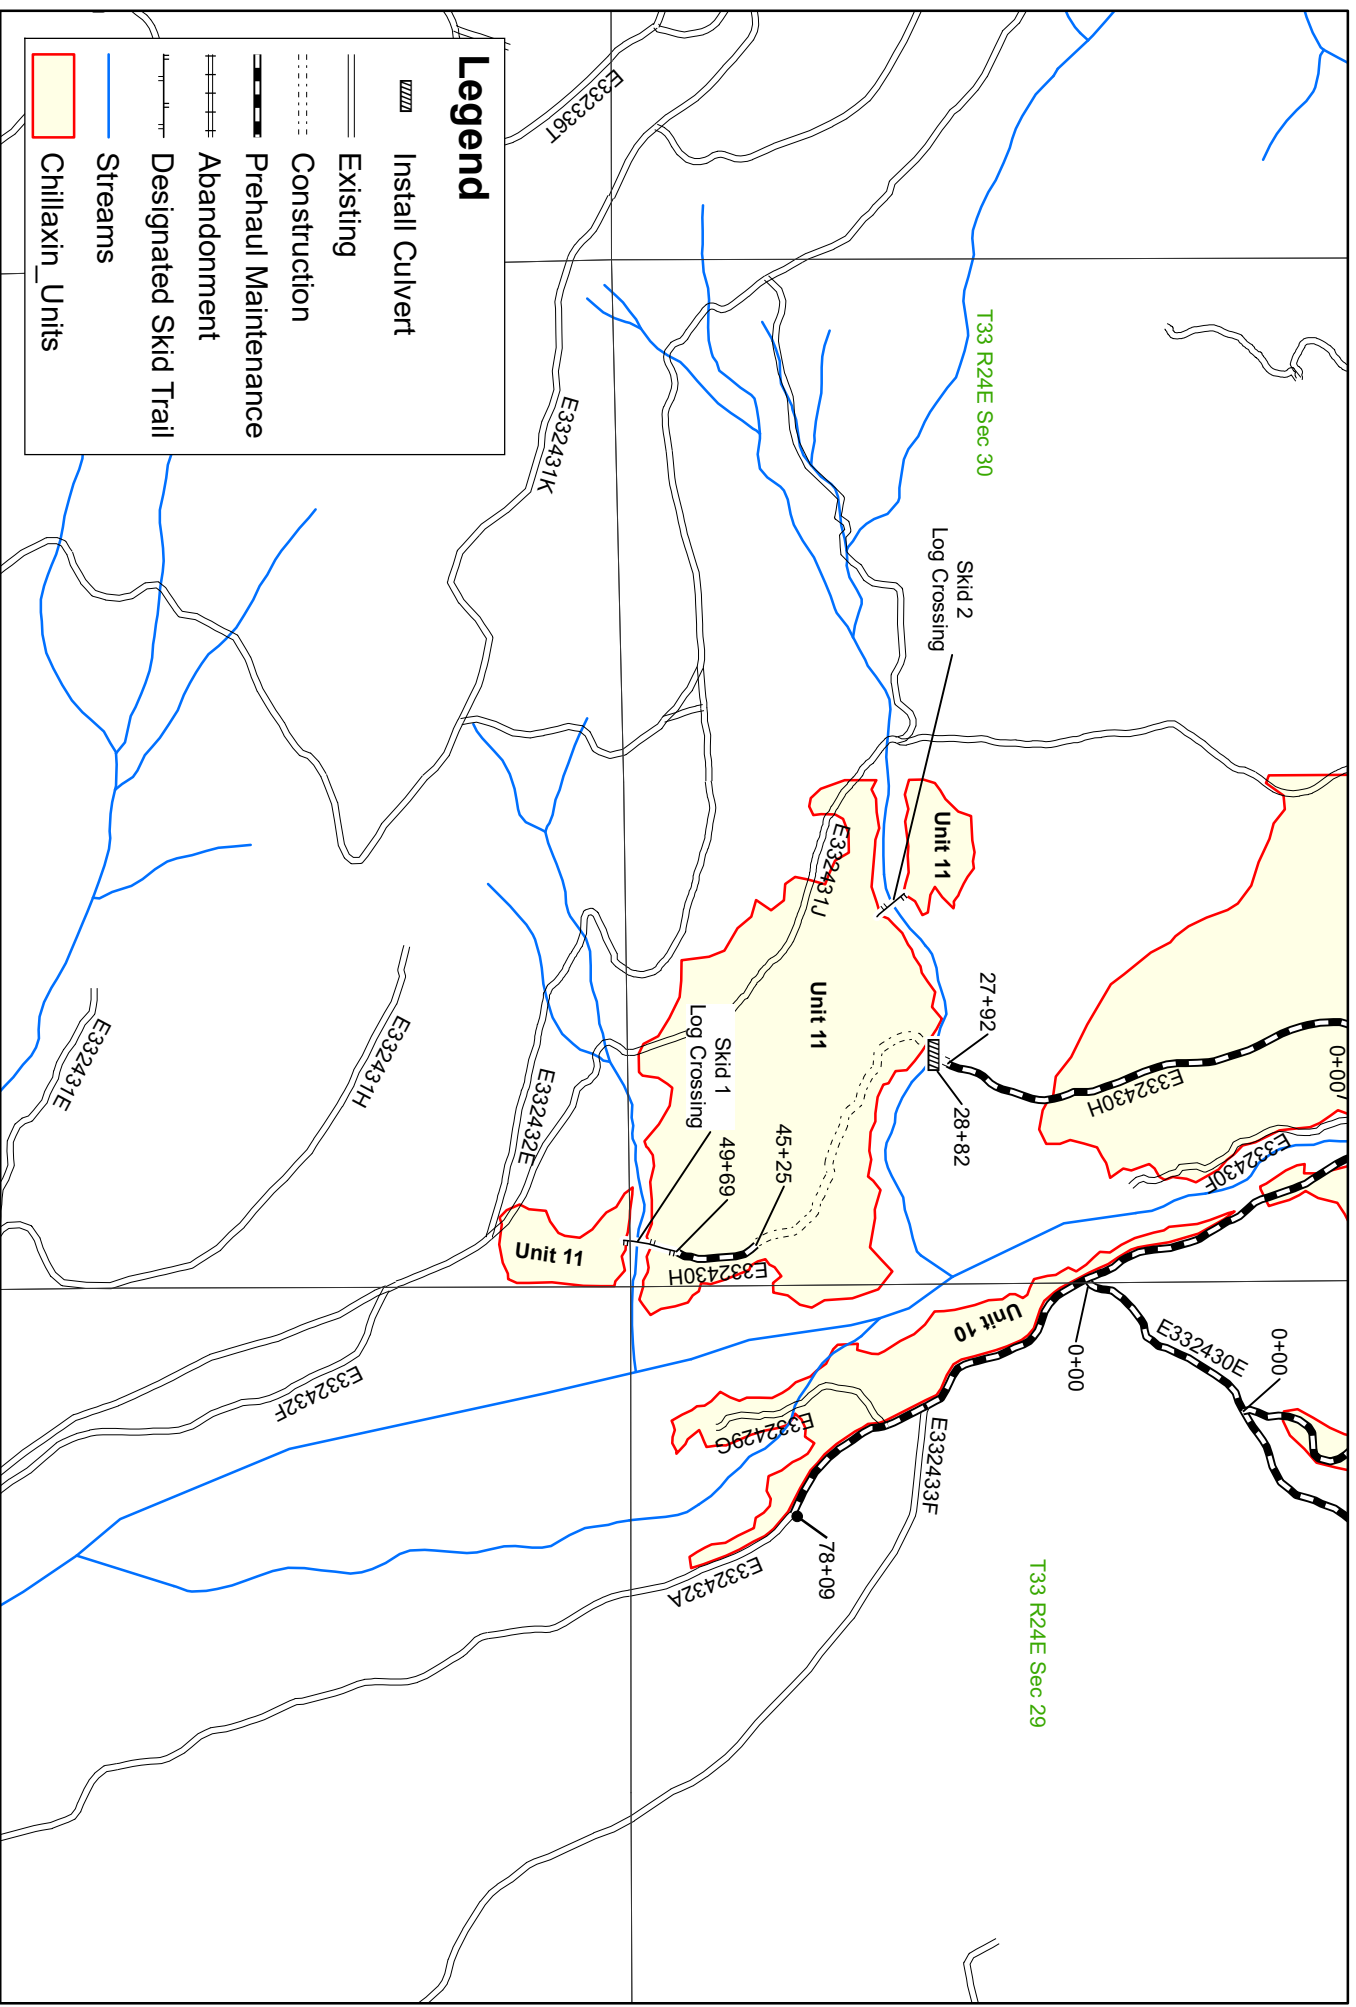 Legend
Install Culvert
Existing
Construction
Prehaul Maintenance
Abandonment
Designated Skid Trail
Streams
Chillaxin_Units
E332336T
E332431K
T33 R24E Sec 30
Skid 2
Log Crossing
Unit 11
E332431J
Unit 11
27+92
28+82
0+00
E332430H
E332430F
Skid 1
Log Crossing
49+69
45+25
E332430H
Unit 11
E332432E
E332431H
E332431E
E332432F
Unit 10
0+00
E332430E
0+00
E332429G
E332433F
78+09
E332432A
T33 R24E Sec 29